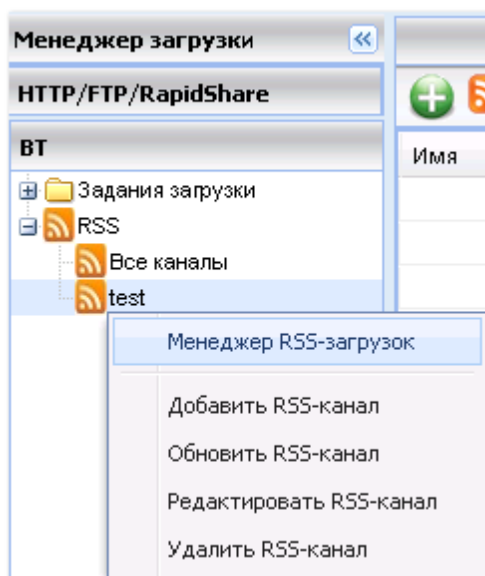 Менеджер загрузки
HTTP/FTP/RapidShare
BT
Имя
Задания загрузки
RSS
Все каналы
test
Менеджер RSS-загрузок
Добавить RSS-канал
Обновить RSS-канал
Редактировать RSS-канал
Удалить RSS-канал